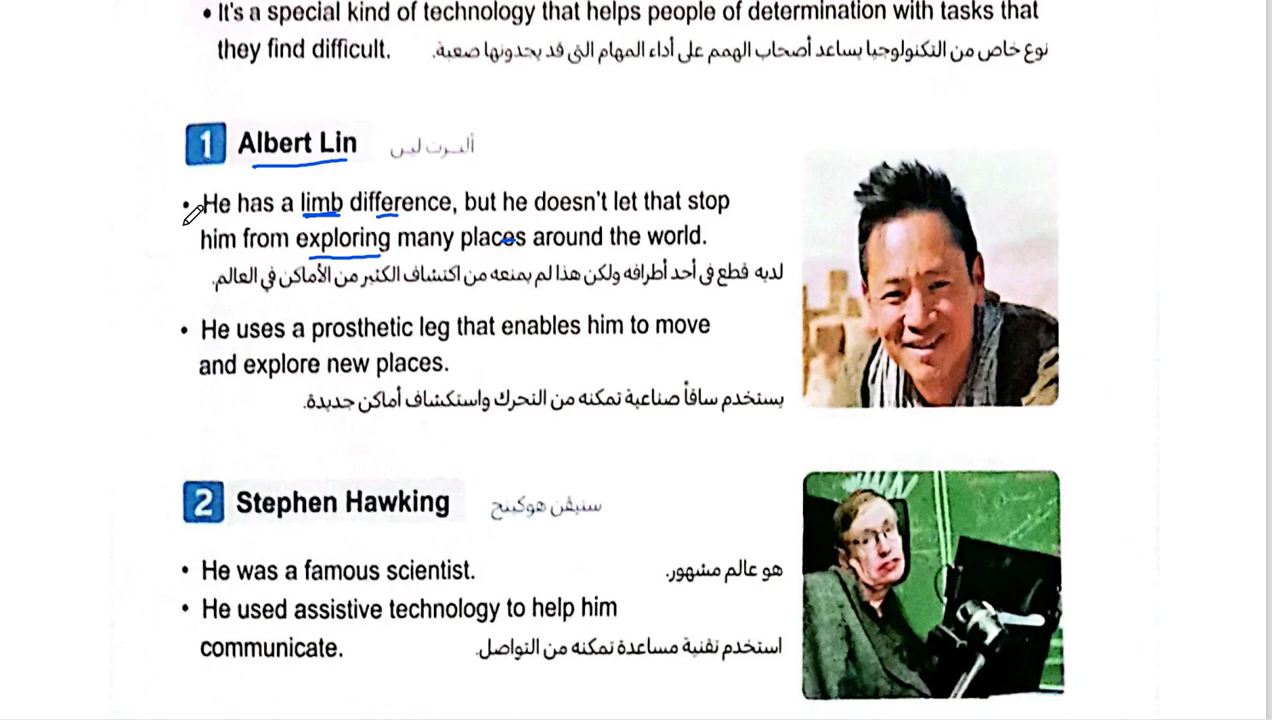 • It's a special kind of technology that helps people of determination with tasks that
they find difficult. نوع خاص من التكنولوجيا يساعد أصحاب الهمم على أداء المهام التي قد يجدونها صعبة.
1 Albert Lin ألبرت لين
• He has a limb difference, but he doesn't let that stop
him from exploring many places around the world.
لديه قطع في أحد أطرافه ولكن هذا لم يمنعه من اكتشاف الكثير من الأماكن في العالم.
• He uses a prosthetic leg that enables him to move
and explore new places.
يستخدم ساقاً صناعية تمكنه من التحرك واستكشاف أماكن جديدة.
2 Stephen Hawking ستيڤن هوكينج
• He was a famous scientist. هو عالم مشهور.
• He used assistive technology to help him
communicate. استخدم تقنية مساعدة تمكنه من التواصل.